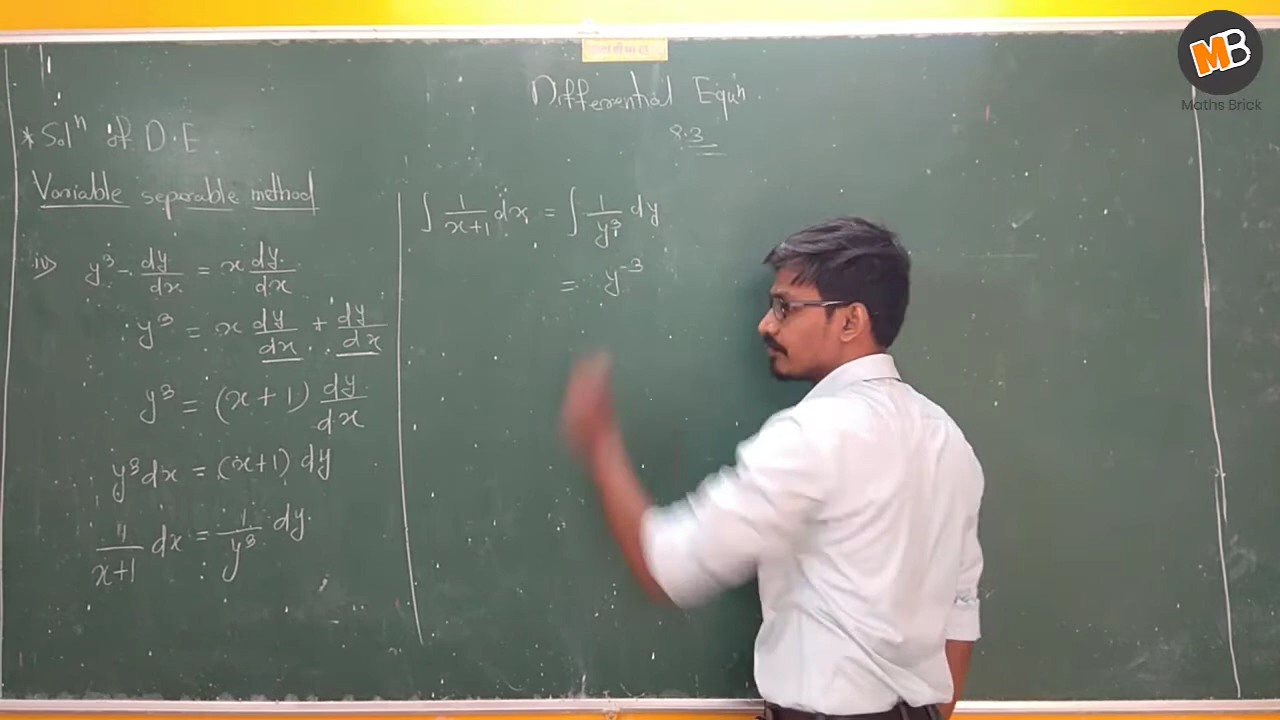 MB
Maths Brick
Differential Equn.
8.3
* Solⁿ of D.E
Variable separable method
iv) y³ - dy/dx = x dy/dx
y³ = x dy/dx + dy/dx
y³ = (x + 1) dy/dx
y³dx = (x+1) dy
1/(x+1) dx = 1/y³ dy
∫ 1/(x+1) dx = ∫ 1/y³ dy
= y⁻³